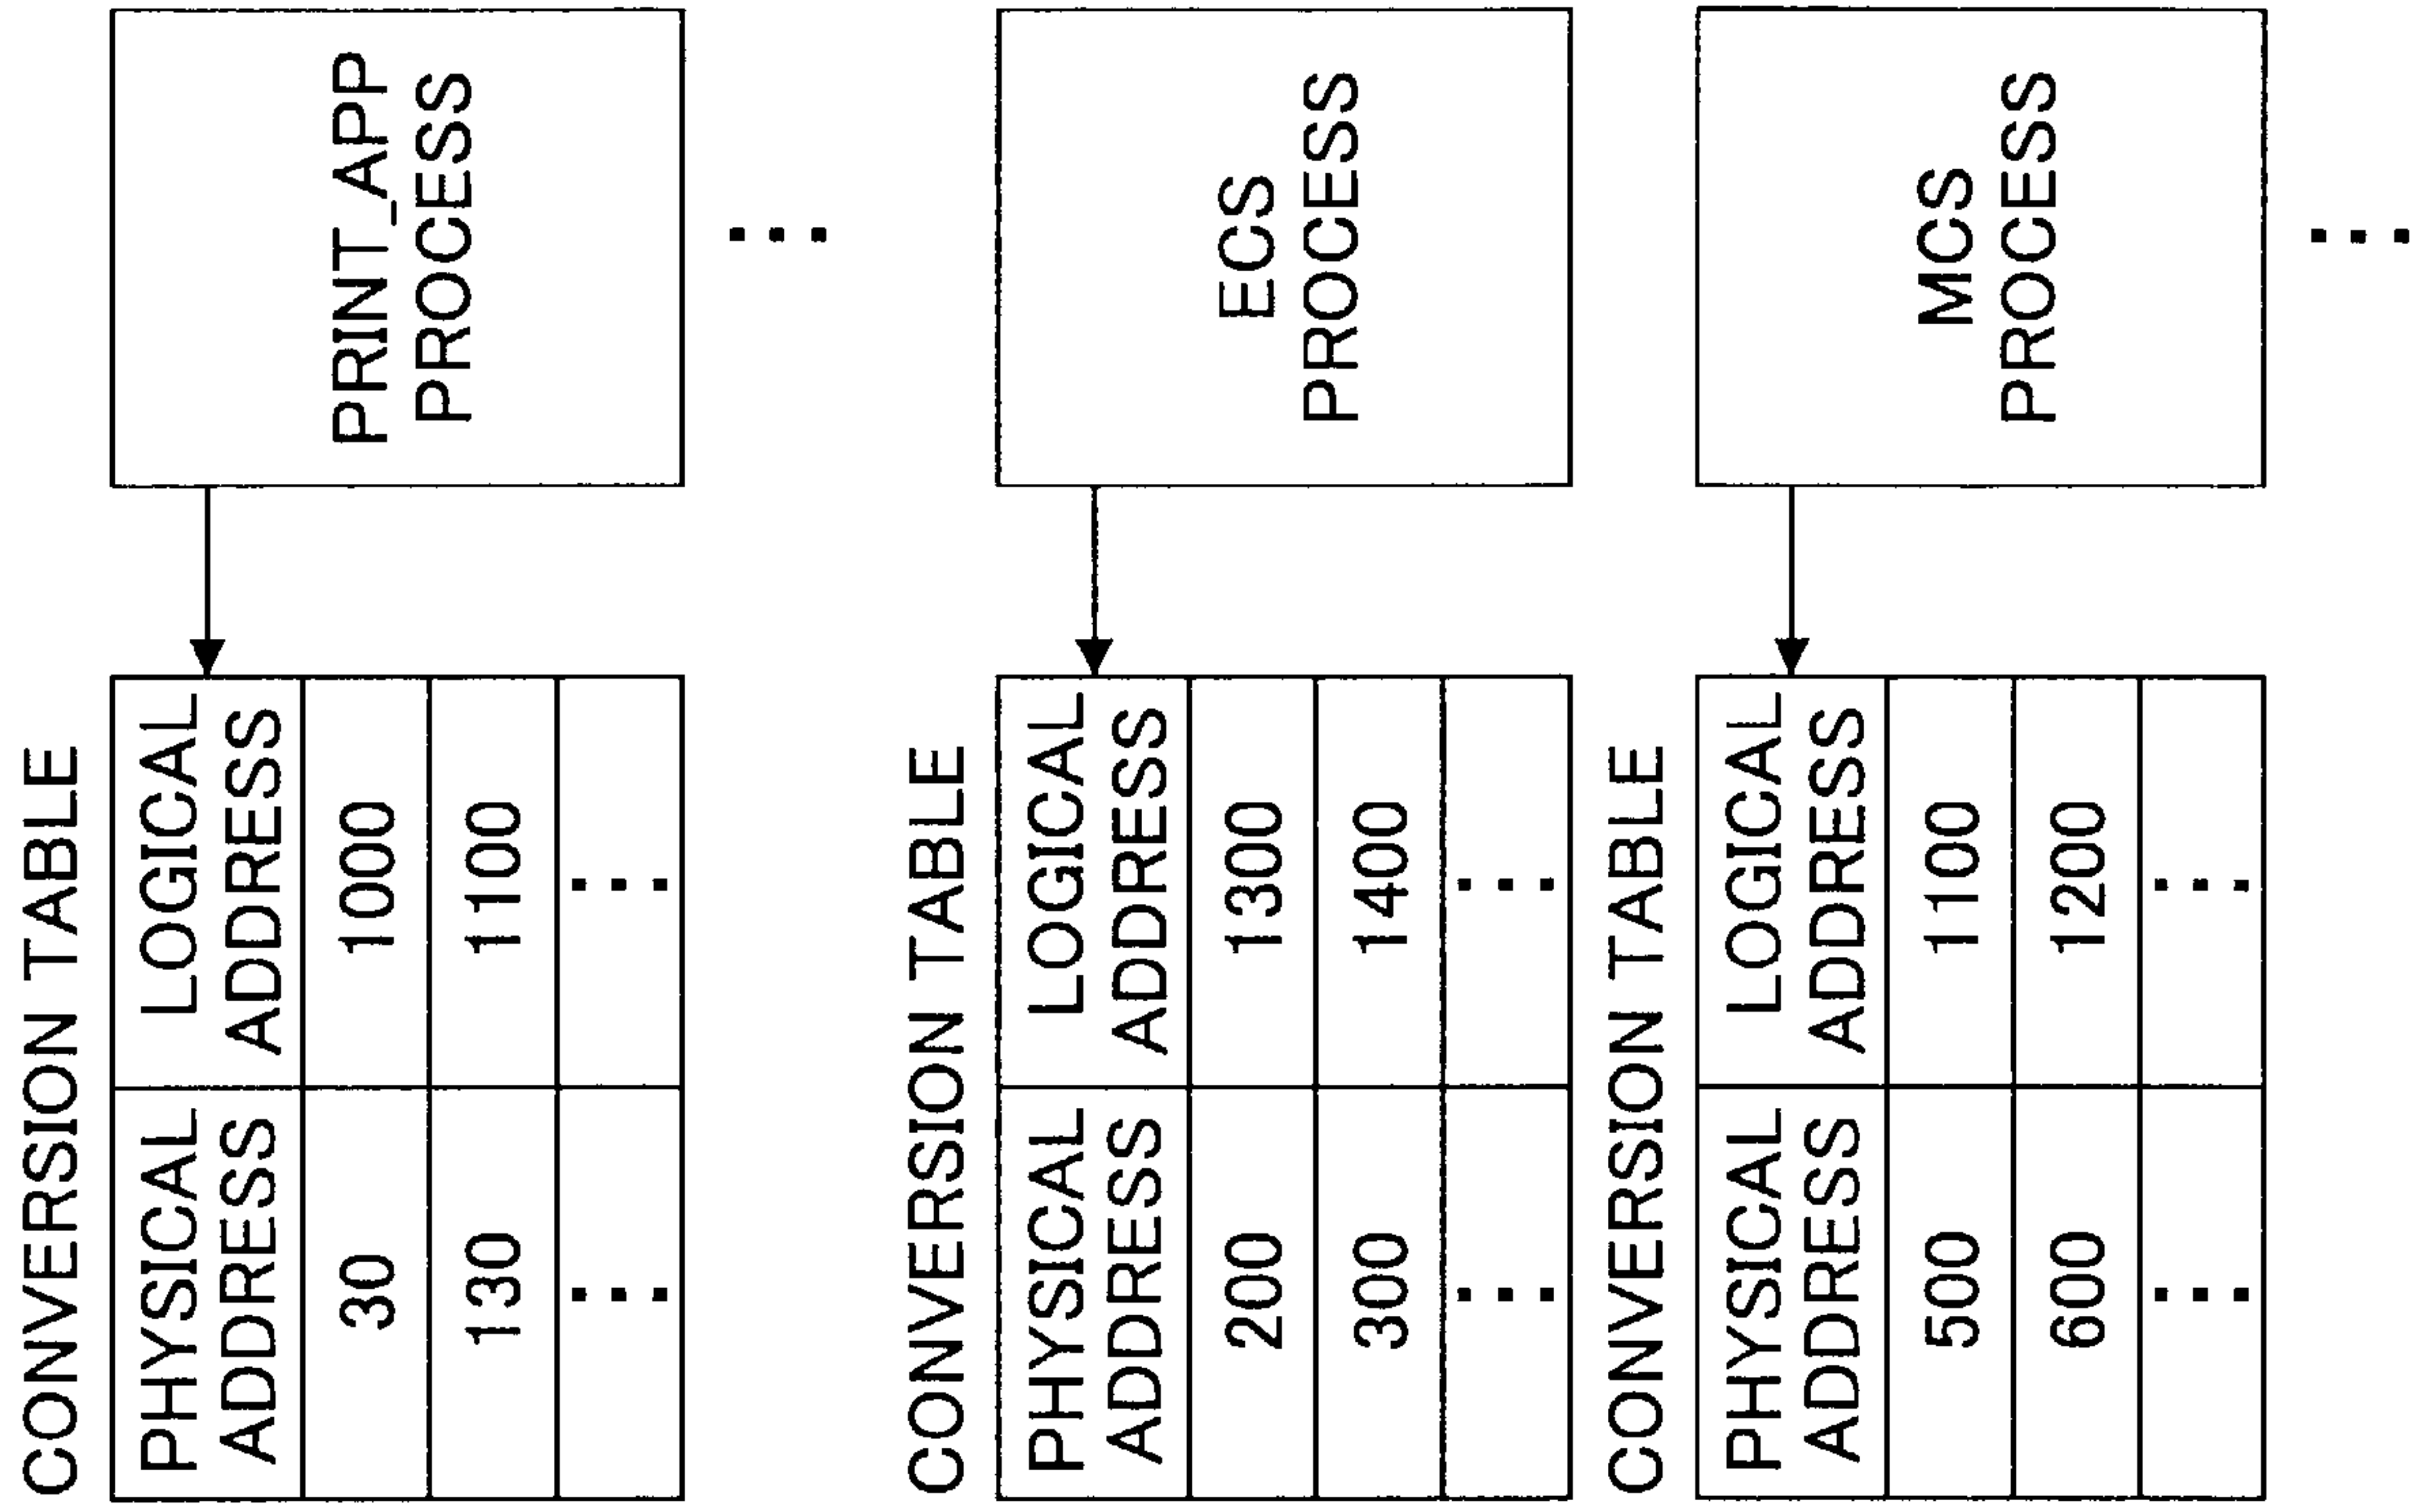 CONVERSION TABLE
PHYSICAL ADDRESS LOGICAL ADDRESS
30 1000
130 1100
⋮ ⋮
PRINT_APP
PROCESS
⋮
CONVERSION TABLE
PHYSICAL ADDRESS LOGICAL ADDRESS
200 1300
300 1400
⋮ ⋮
ECS
PROCESS
CONVERSION TABLE
PHYSICAL ADDRESS LOGICAL ADDRESS
500 1100
600 1200
⋮ ⋮
MCS
PROCESS
⋮